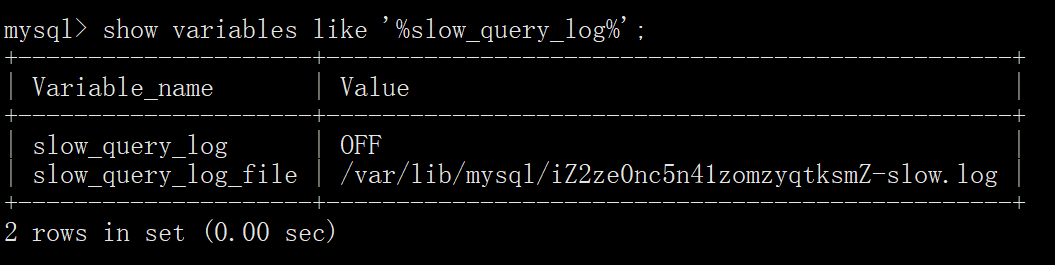 mysql> show variables like '%slow_query_log%';
+---------------------+-------------------------------------------------+
| Variable_name       | Value                                           |
+---------------------+-------------------------------------------------+
| slow_query_log      | OFF                                             |
| slow_query_log_file | /var/lib/mysql/iZ2ze0nc5n41zomzyqtksmZ-slow.log |
+---------------------+-------------------------------------------------+
2 rows in set (0.00 sec)